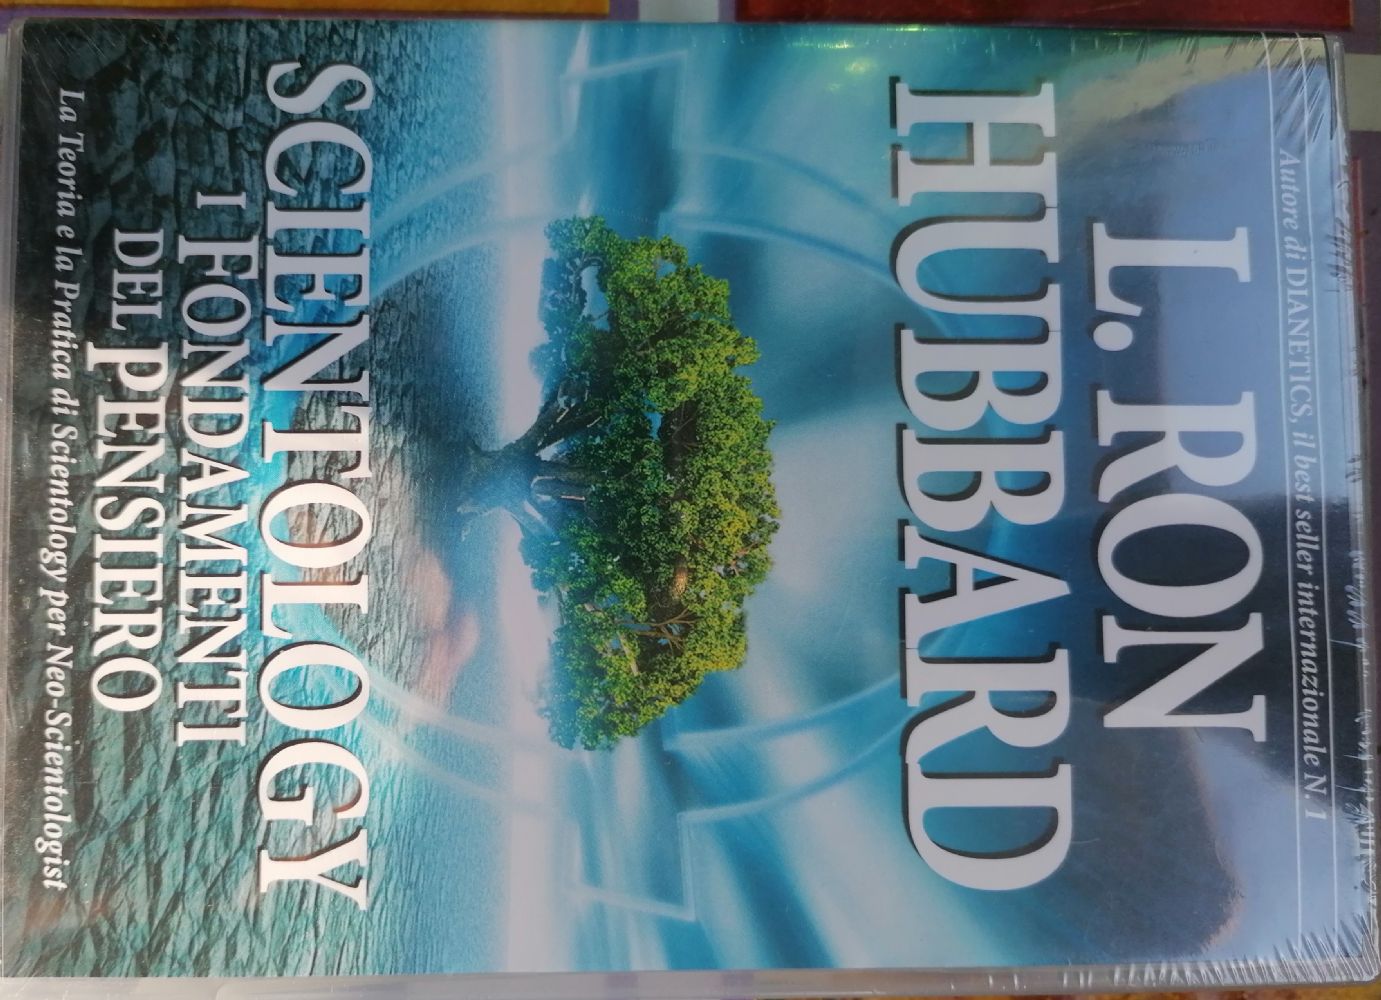 Autore di DIANETICS, il best seller internazionale N. 1
L. RON
HUBBARD
SCIENTOLOGY
I FONDAMENTI
DEL PENSIERO
La Teoria e la Pratica di Scientology per Neo-Scientologist